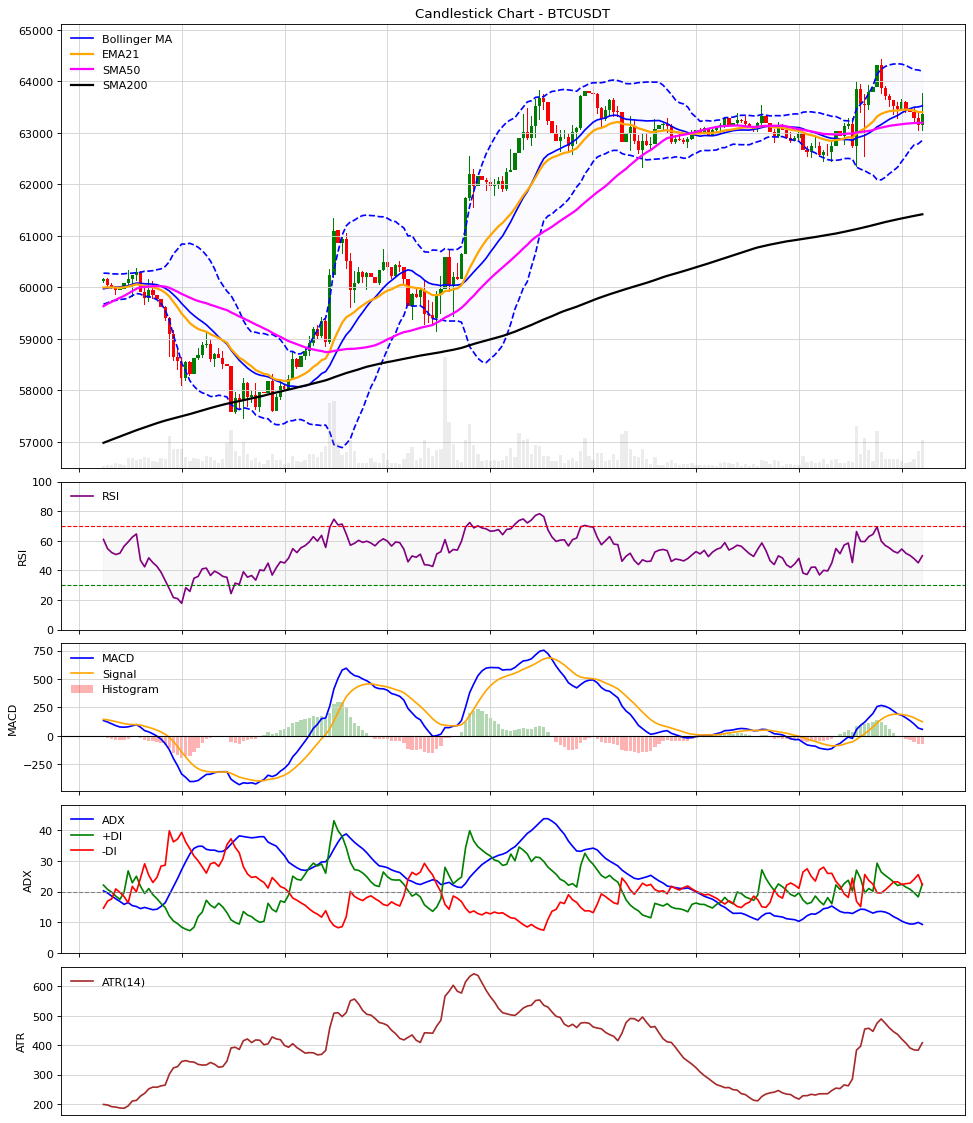 Candlestick Chart - BTCUSDT
65000
64000
63000
62000
61000
60000
59000
58000
57000
Bollinger MA
EMA21
SMA50
SMA200
100
80
60
40
20
0
RSI
RSI
750
500
250
0
−250
MACD
MACD
Signal
Histogram
40
30
20
10
0
ADX
ADX
+DI
-DI
600
500
400
300
200
ATR
ATR(14)